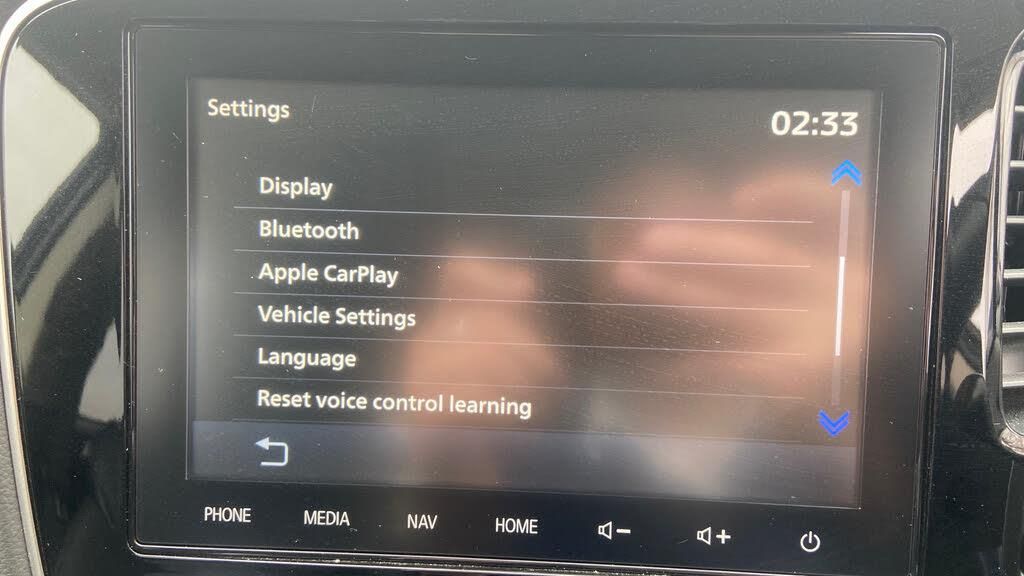 Settings
02:33
Display
Bluetooth
Apple CarPlay
Vehicle Settings
Language
Reset voice control learning
PHONE
MEDIA
NAV
HOME